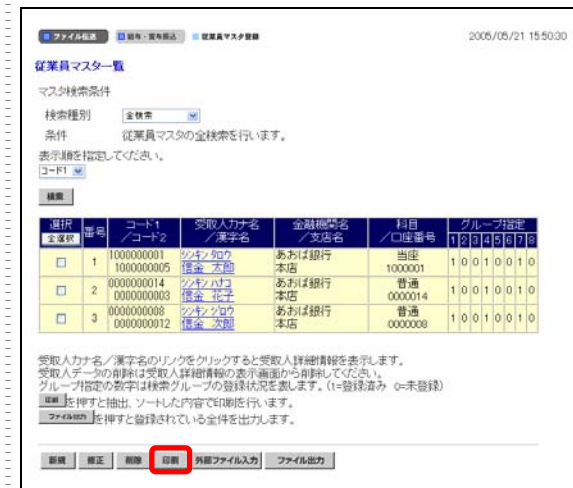 ファイル伝送 給与・賞与振込 従業員マスタ登録 2005/05/21 15:50:30
従業員マスター覧
マスタ検索条件
検索種別 全検索
条件 従業員マスタの全検索を行います。
表示順を指定してください。
コード1
検索
選択 番号 コード1 受取人カナ名 金融機関名 科目 グループ指定
全選択 /コード2 /漢字名 /支店名 /口座番号 1 2 3 4 5 6 7 8
1 1000000001 シンキン タロウ あおば銀行 当座 1 0 0 1 0 0 1 0
1000000005 信金 太郎 本店 1000001
2 0000000014 シンキン ハナコ あおば銀行 普通 1 0 0 1 0 0 1 0
0000000003 信金 花子 本店 0000014
3 0000000008 シンキン ジロウ あおば銀行 普通 1 0 0 1 0 0 1 0
0000000012 信金 次郎 本店 0000008
受取人カナ名/漢字名のリンクをクリックすると受取人詳細情報を表示します。
受取人データの削除は受取人詳細情報の表示画面から削除してください。
グループ指定の数字は検索グループの登録状況を表します。(1=登録済み 0=未登録)
印刷 を押すと抽出、ソートした内容で印刷を行います。
ファイル出力 を押すと登録されている全件を出力します。
新規 修正 削除 印刷 外部ファイル入力 ファイル出力